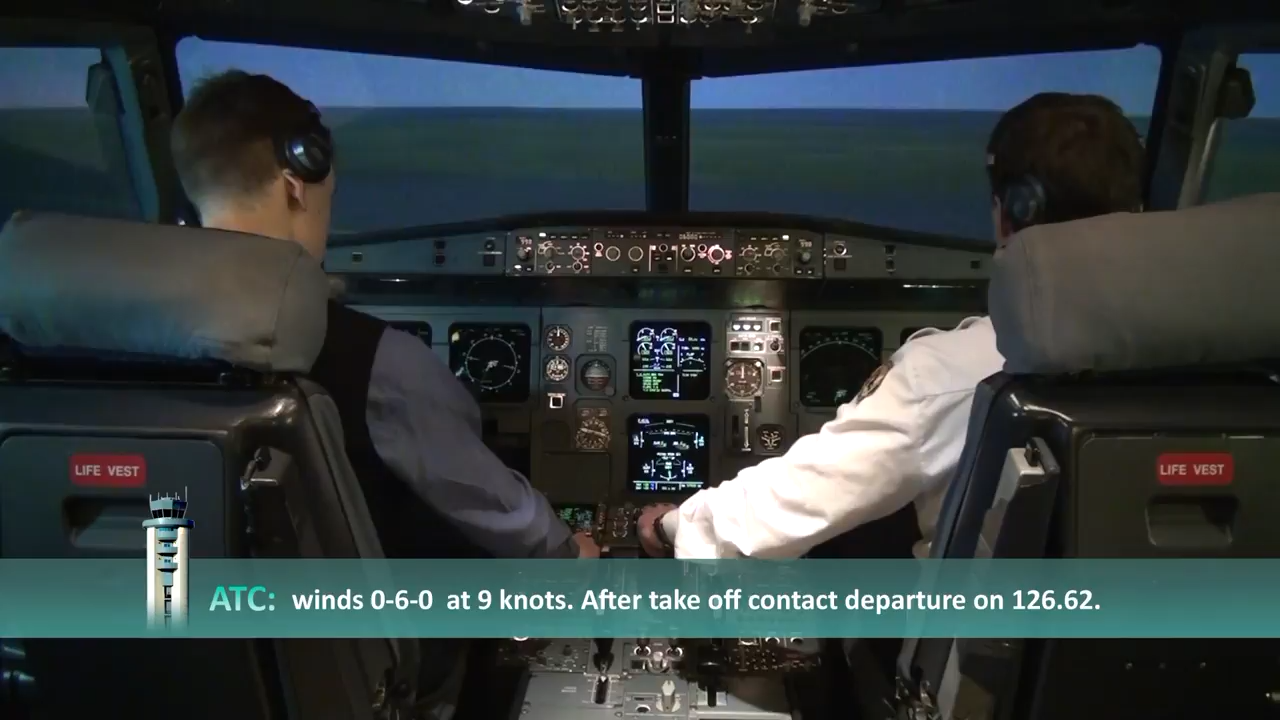 LIFE VEST
LIFE VEST
ATC: winds 0-6-0 at 9 knots. After take off contact departure on 126.62.